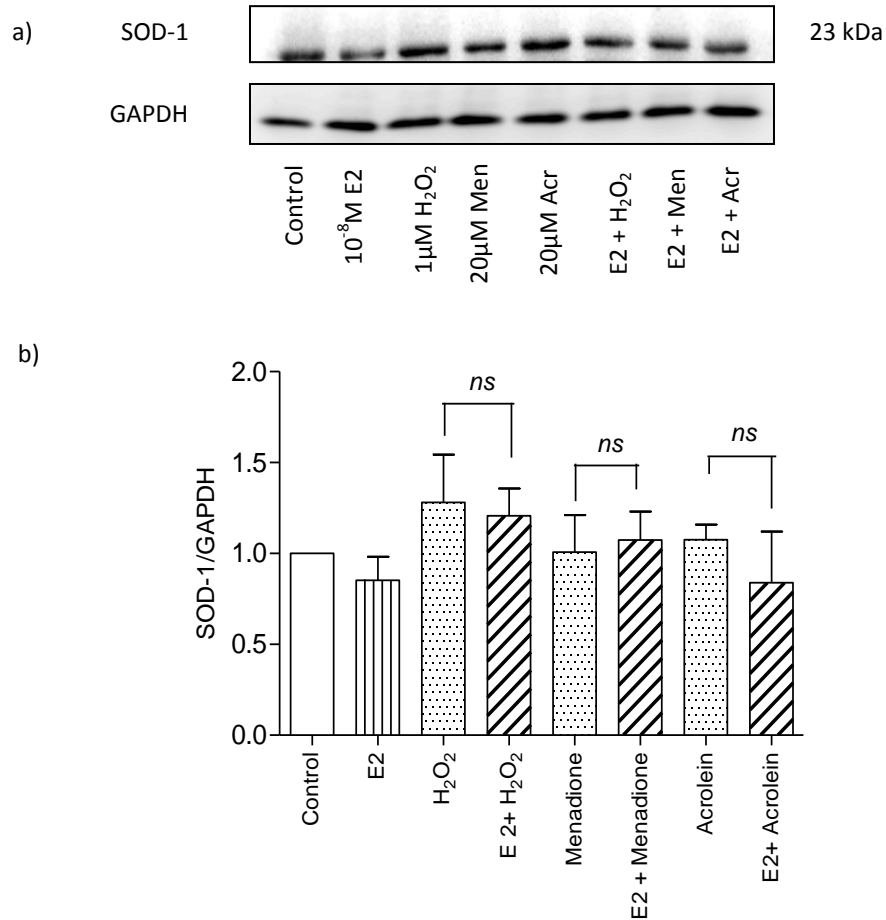 a)
SOD-1
23 kDa
GAPDH
Control
10⁻⁸M E2
1µM H₂O₂
20µM Men
20µM Acr
E2 + H₂O₂
E2 + Men
E2 + Acr
b)
SOD-1/GAPDH
2.0
1.5
1.0
0.5
0.0
ns
ns
ns
Control
E2
H₂O₂
E 2+ H₂O₂
Menadione
E2 + Menadione
Acrolein
E2+ Acrolein